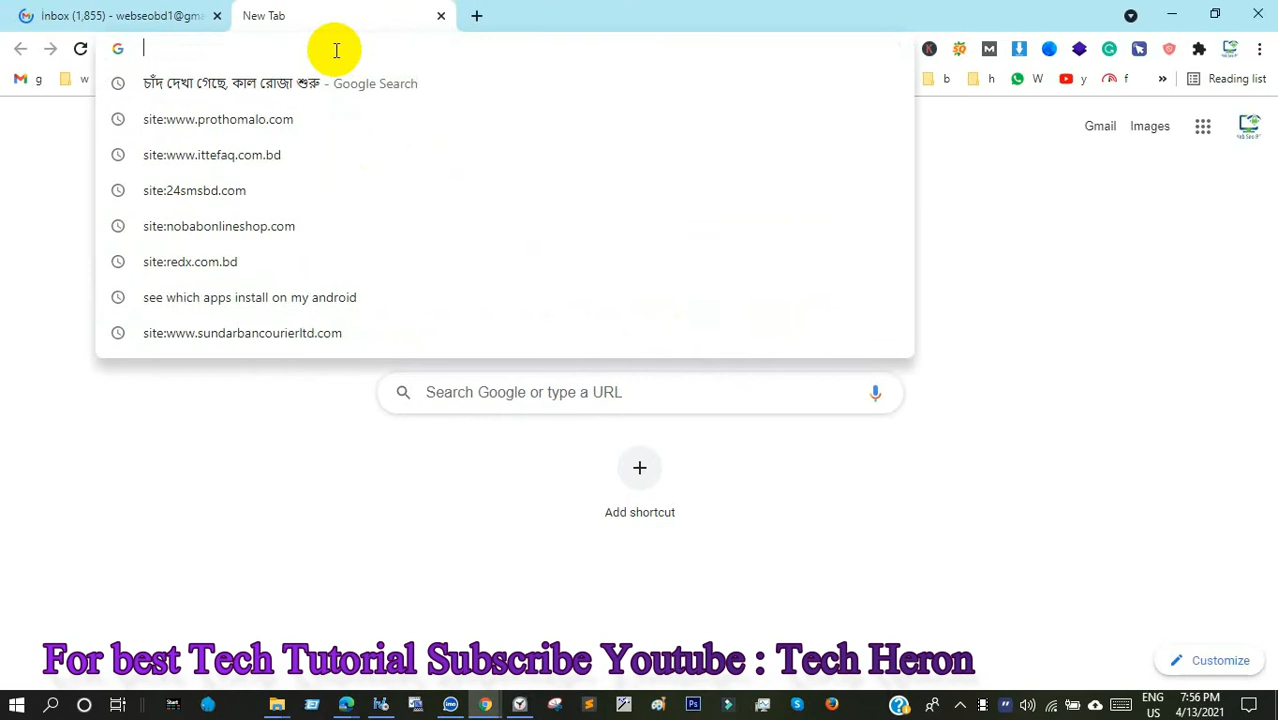 Inbox (1,855) - webseobd1@gma
New Tab
g
w
b
h
W
y
f
Reading list
চাঁদ দেখা গেছে, কাল রোজা শুরু - Google Search
site:www.prothomalo.com
site:www.ittefaq.com.bd
site:24smsbd.com
site:nobabonlineshop.com
site:redx.com.bd
see which apps install on my android
site:www.sundarbancourierltd.com
Gmail
Images
Search Google or type a URL
Add shortcut
For best Tech Tutorial Subscribe Youtube : Tech Heron
Customize
ENG
US
7:56 PM
4/13/2021